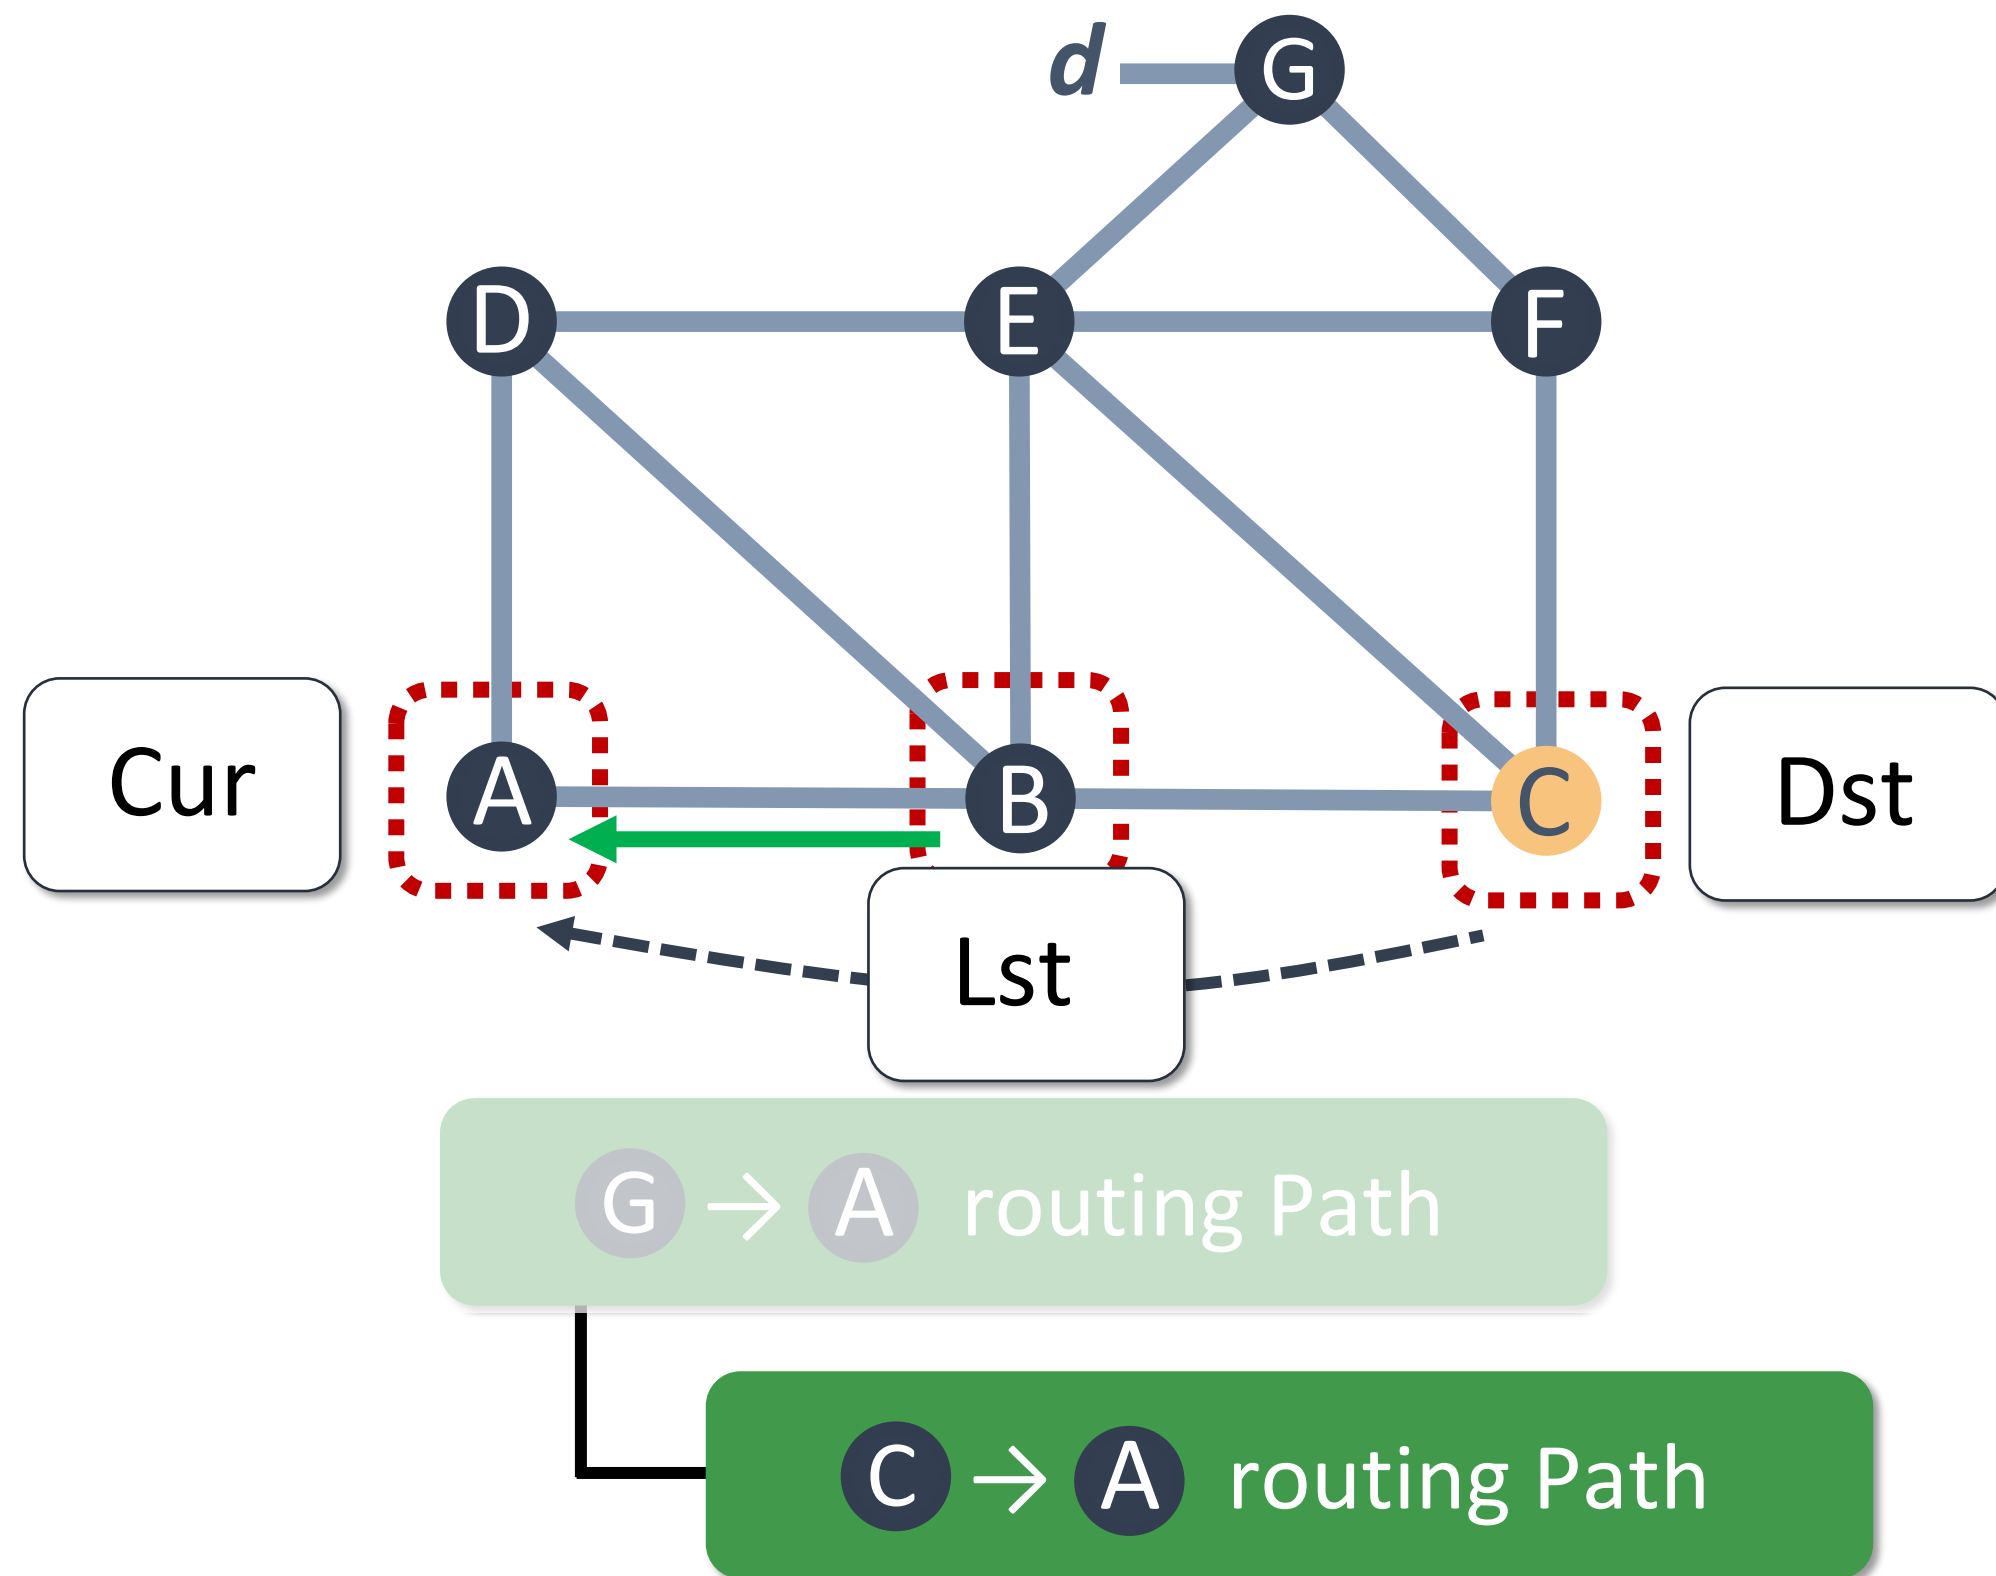 d G
D E F
Cur A B C Dst
Lst
G → A routing Path
C → A routing Path